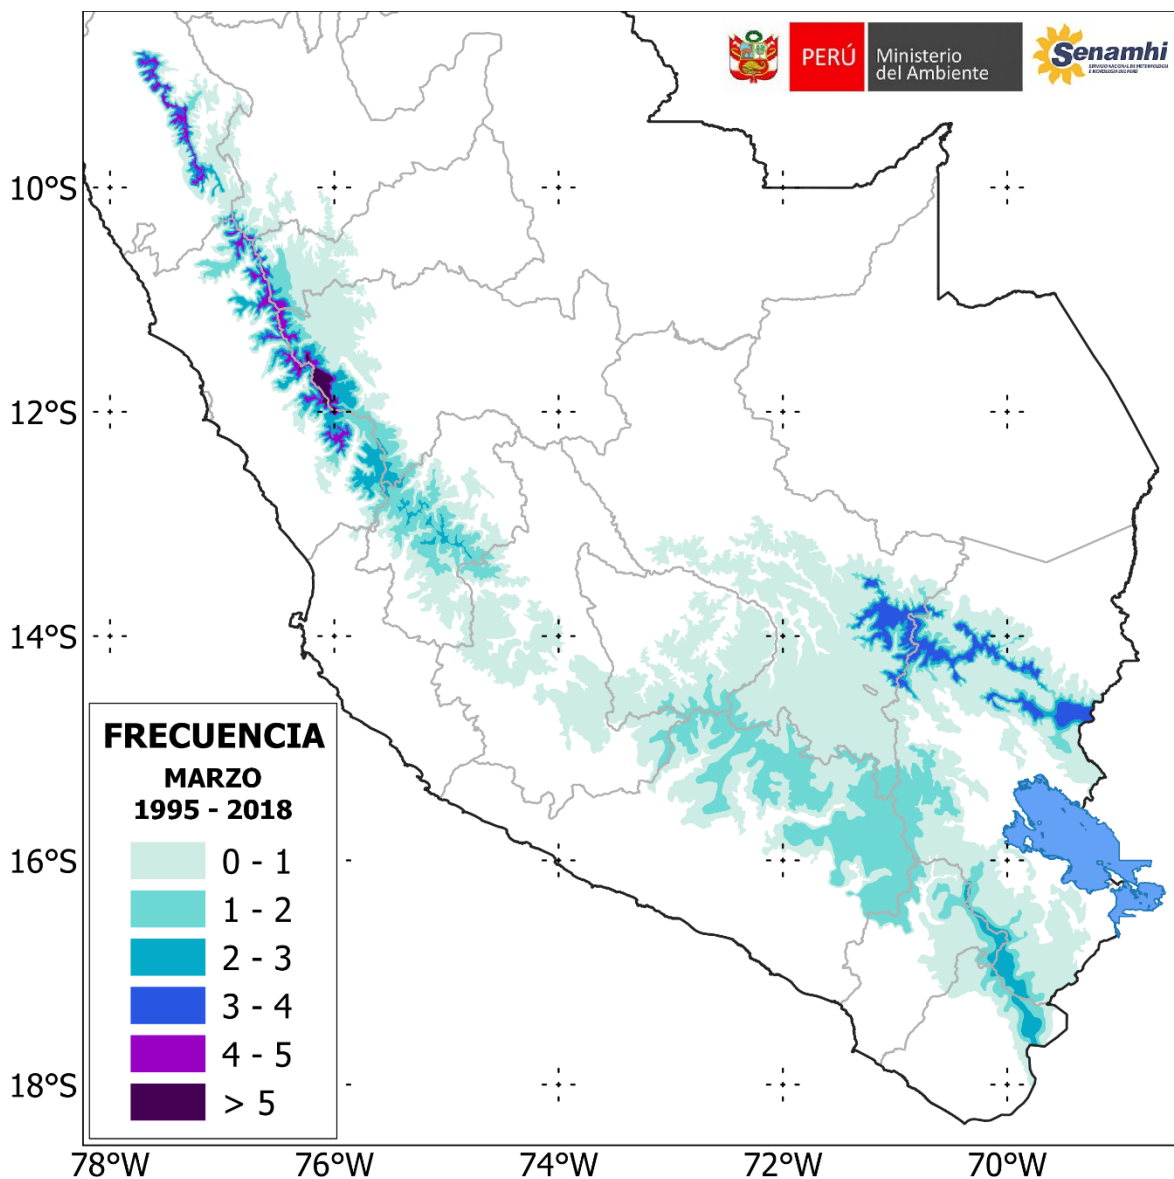 PERÚ
Ministerio
del Ambiente
Senamhi
10°S
12°S
14°S
16°S
18°S
FRECUENCIA
MARZO
1995 - 2018
0 - 1
1 - 2
2 - 3
3 - 4
4 - 5
> 5
78°W
76°W
74°W
72°W
70°W